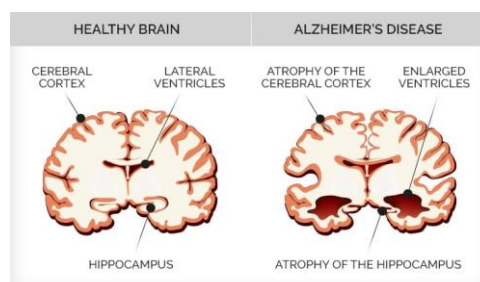 HEALTHY BRAIN
ALZHEIMER'S DISEASE
CEREBRAL
CORTEX
LATERAL
VENTRICLES
HIPPOCAMPUS
ATROPHY OF THE
CEREBRAL CORTEX
ENLARGED
VENTRICLES
ATROPHY OF THE HIPPOCAMPUS